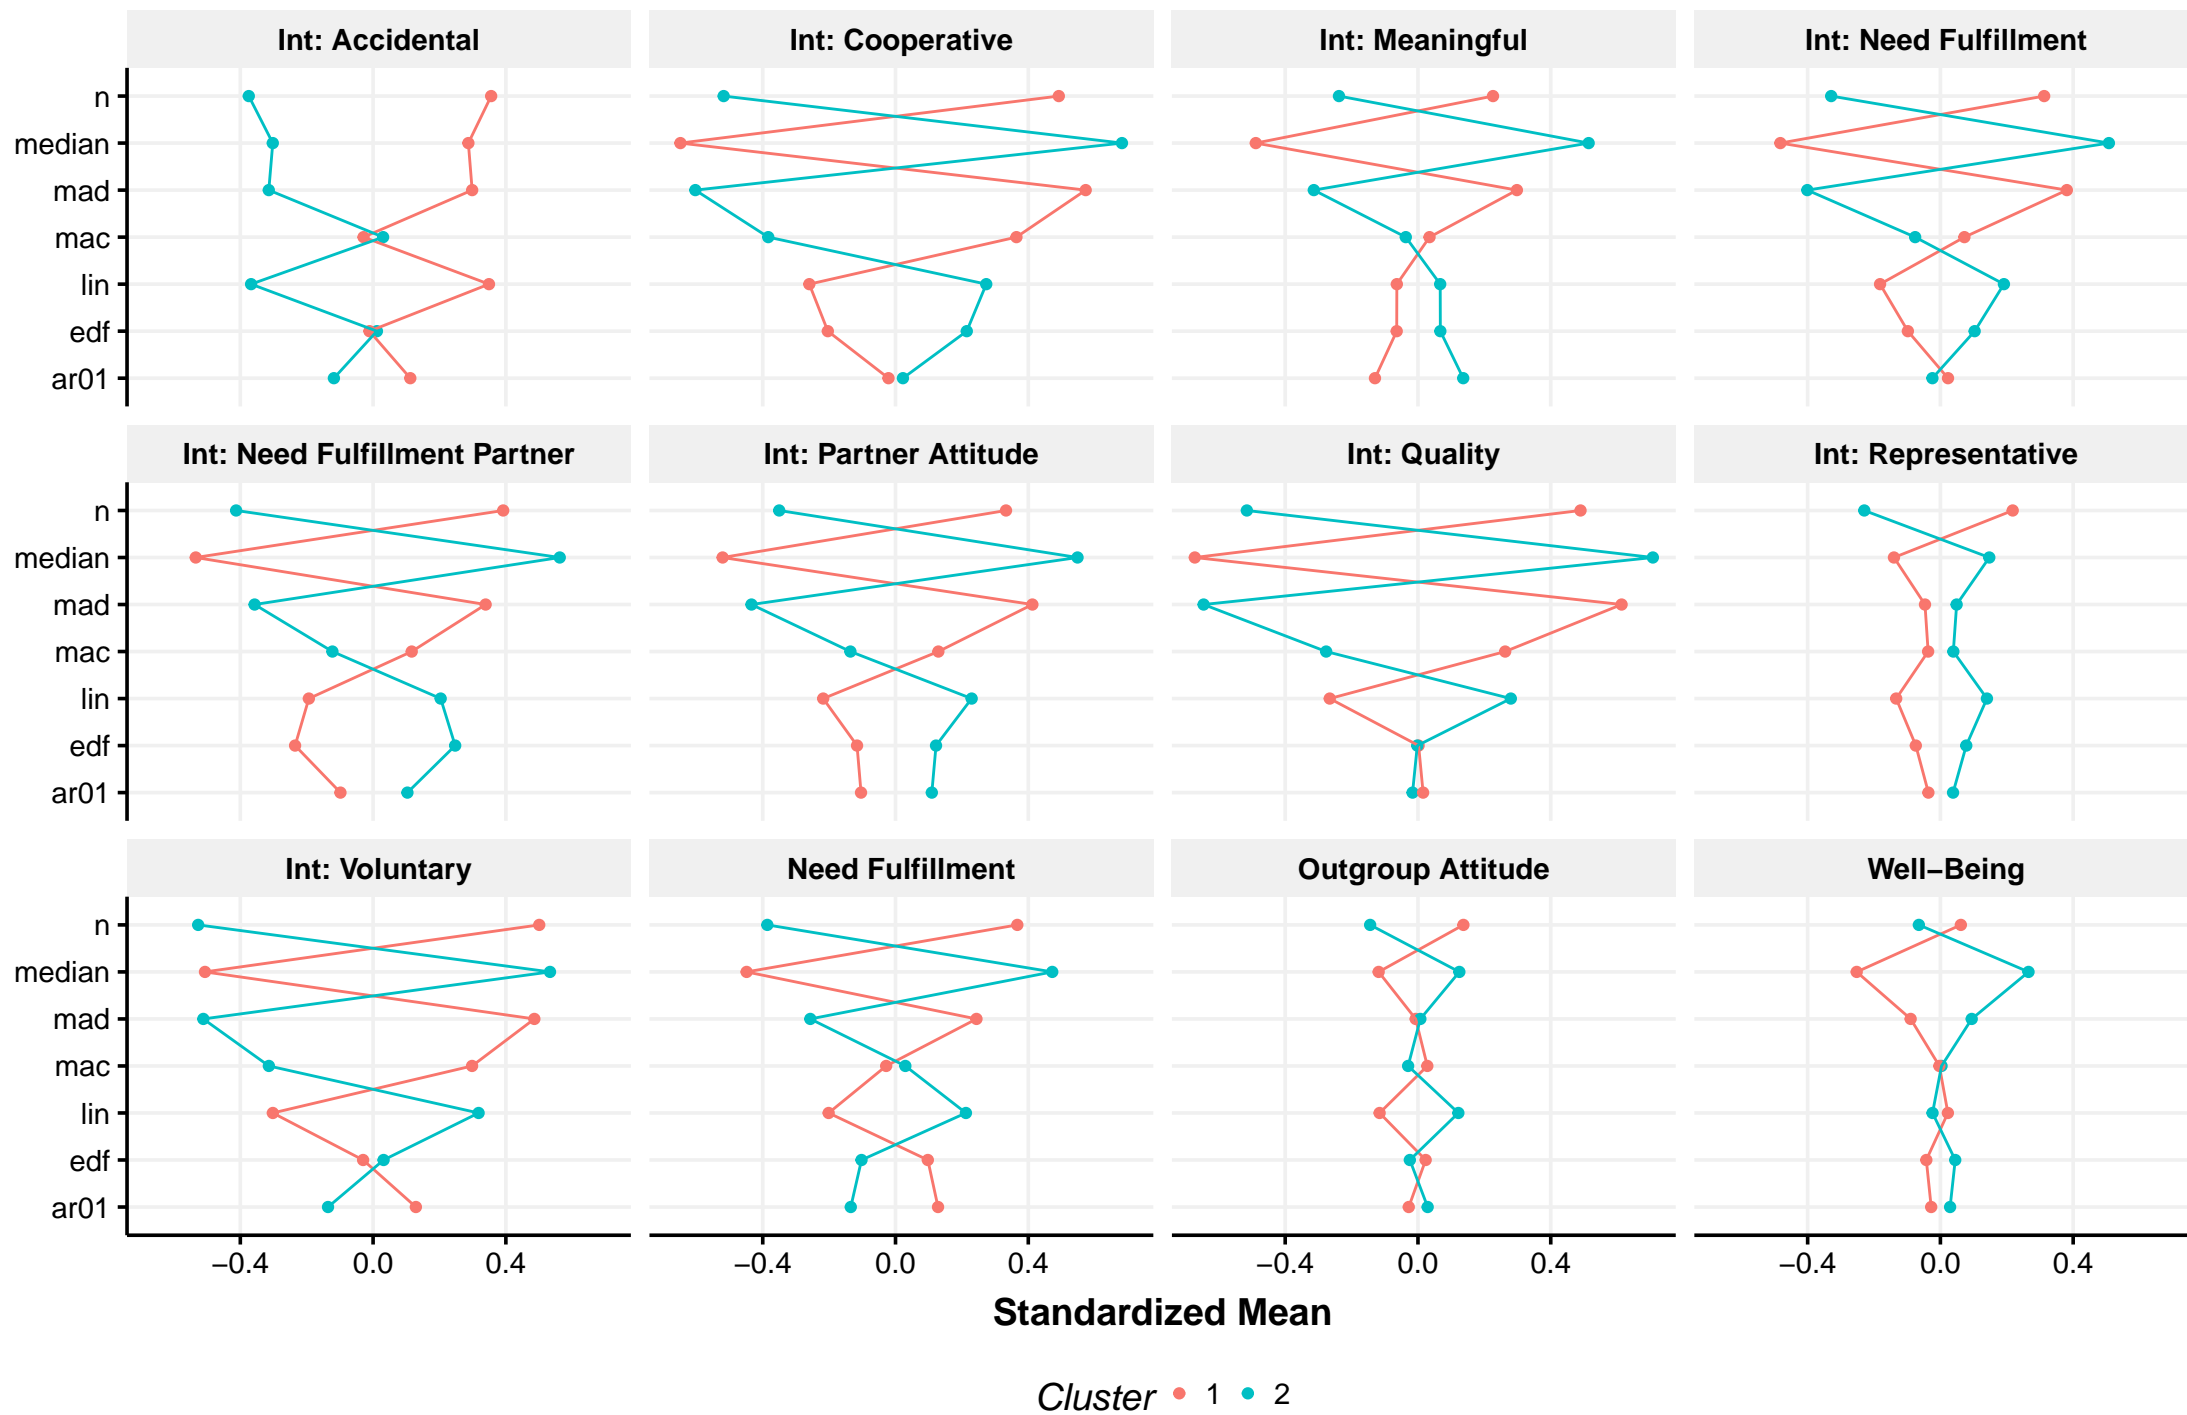 Int: Accidental Int: Cooperative Int: Meaningful Int: Need Fulfillment
n
median
mad
mac
lin
edf
ar01
Int: Need Fulfillment Partner Int: Partner Attitude Int: Quality Int: Representative
n
median
mad
mac
lin
edf
ar01
Int: Voluntary Need Fulfillment Outgroup Attitude Well−Being
n
median
mad
mac
lin
edf
ar01
−0.4 0.0 0.4 −0.4 0.0 0.4 −0.4 0.0 0.4 −0.4 0.0 0.4
Standardized Mean
Cluster 1 2